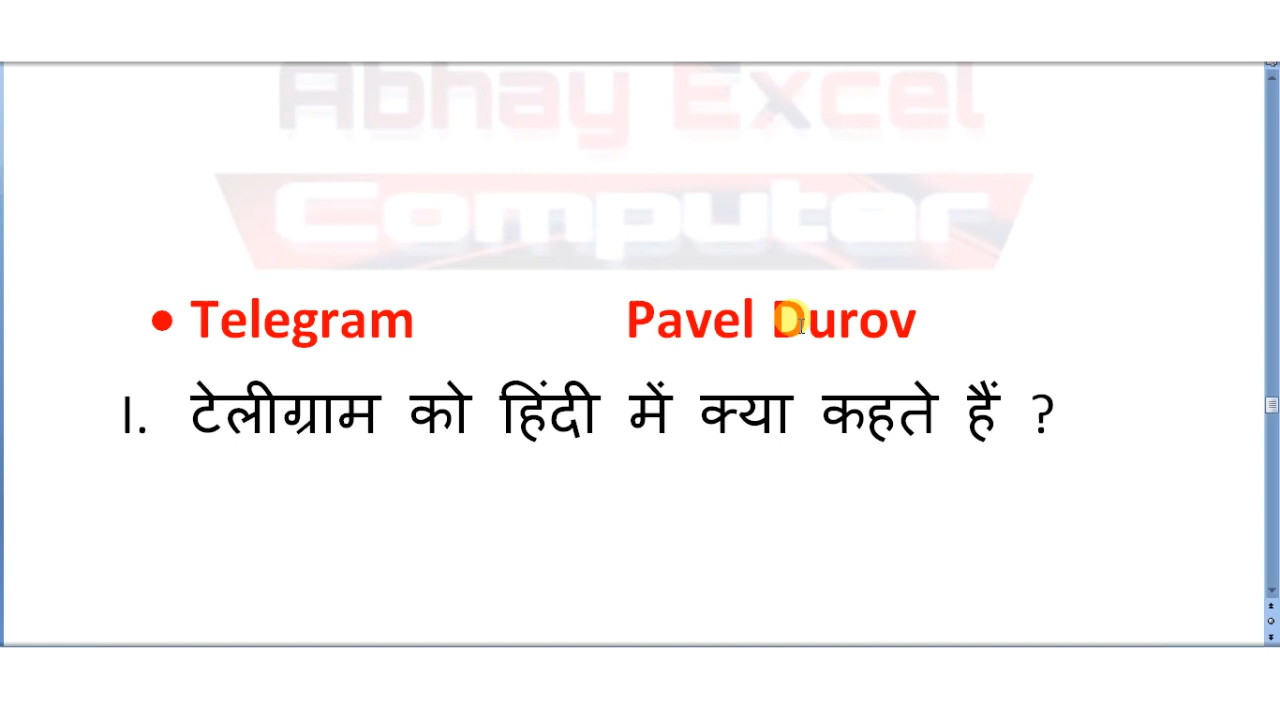 Abhay Excel
Computer
• Telegram Pavel Durov
I. टेलीग्राम को हिंदी में क्या कहते हैं ?